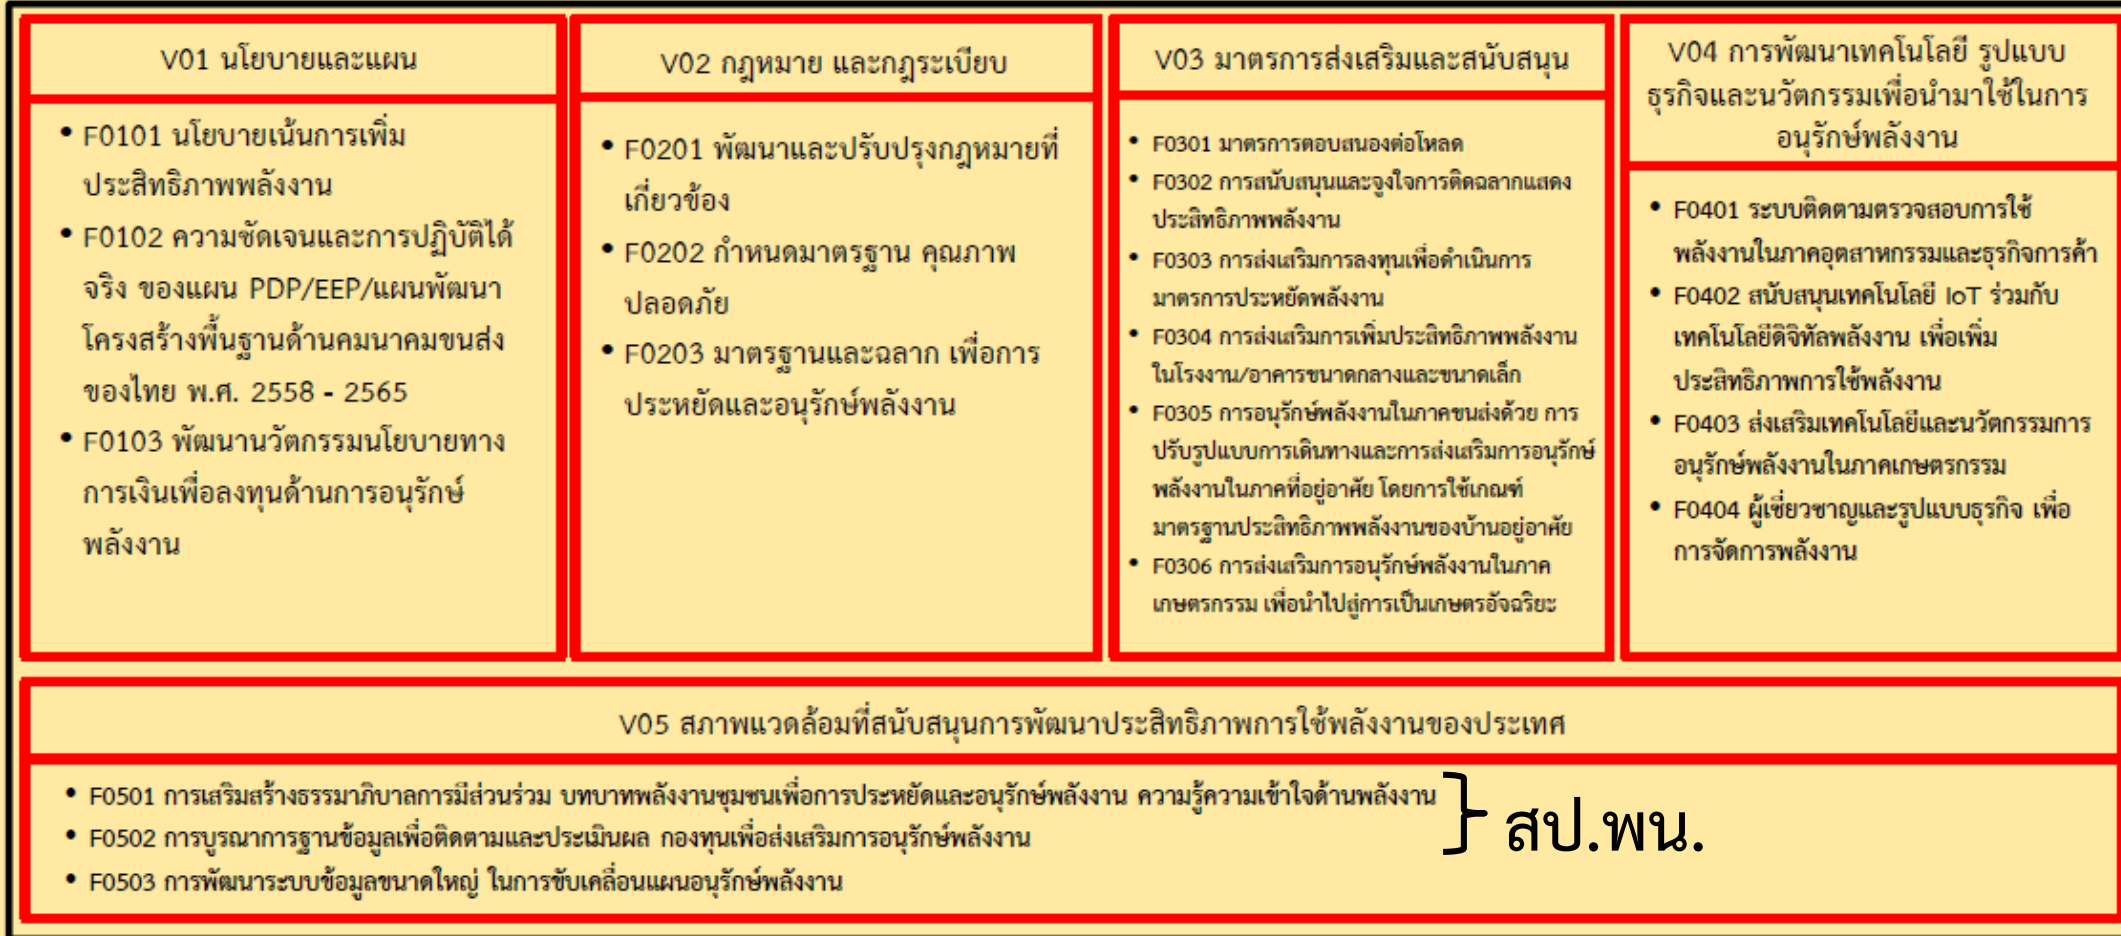 V01 นโยบายและแผน
• F0101 นโยบายเน้นการเพิ่ม
ประสิทธิภาพพลังงาน
• F0102 ความชัดเจนและการปฏิบัติได้
จริง ของแผน PDP/EEP/แผนพัฒนา
โครงสร้างพื้นฐานด้านคมนาคมขนส่ง
ของไทย พ.ศ. 2558 - 2565
• F0103 พัฒนานวัตกรรมนโยบายทาง
การเงินเพื่อลงทุนด้านการอนุรักษ์
พลังงาน
V02 กฎหมาย และกฎระเบียบ
• F0201 พัฒนาและปรับปรุงกฎหมายที่
เกี่ยวข้อง
• F0202 กำหนดมาตรฐาน คุณภาพ
ปลอดภัย
• F0203 มาตรฐานและฉลาก เพื่อการ
ประหยัดและอนุรักษ์พลังงาน
V03 มาตรการส่งเสริมและสนับสนุน
• F0301 มาตรการตอบสนองต่อโหลด
• F0302 การสนับสนุนและจูงใจการติดฉลากแสดง
ประสิทธิภาพพลังงาน
• F0303 การส่งเสริมการลงทุนเพื่อดำเนินการ
มาตรการประหยัดพลังงาน
• F0304 การส่งเสริมการเพิ่มประสิทธิภาพพลังงาน
ในโรงงาน/อาคารขนาดกลางและขนาดเล็ก
• F0305 การอนุรักษ์พลังงานในภาคขนส่งด้วย การ
ปรับรูปแบบการเดินทางและการส่งเสริมการอนุรักษ์
พลังงานในภาคที่อยู่อาศัย โดยการใช้เกณฑ์
มาตรฐานประสิทธิภาพพลังงานของบ้านอยู่อาศัย
• F0306 การส่งเสริมการอนุรักษ์พลังงานในภาค
เกษตรกรรม เพื่อนำไปสู่การเป็นเกษตรอัจฉริยะ
V04 การพัฒนาเทคโนโลยี รูปแบบ
ธุรกิจและนวัตกรรมเพื่อนำมาใช้ในการ
อนุรักษ์พลังงาน
• F0401 ระบบติดตามตรวจสอบการใช้
พลังงานในภาคอุตสาหกรรมและธุรกิจการค้า
• F0402 สนับสนุนเทคโนโลยี IoT ร่วมกับ
เทคโนโลยีดิจิทัลพลังงาน เพื่อเพิ่ม
ประสิทธิภาพการใช้พลังงาน
• F0403 ส่งเสริมเทคโนโลยีและนวัตกรรมการ
อนุรักษ์พลังงานในภาคเกษตรกรรม
• F0404 ผู้เชี่ยวชาญและรูปแบบธุรกิจ เพื่อ
การจัดการพลังงาน
V05 สภาพแวดล้อมที่สนับสนุนการพัฒนาประสิทธิภาพการใช้พลังงานของประเทศ
• F0501 การเสริมสร้างธรรมาภิบาลการมีส่วนร่วม บทบาทพลังงานชุมชนเพื่อการประหยัดและอนุรักษ์พลังงาน ความรู้ความเข้าใจด้านพลังงาน
• F0502 การบูรณาการฐานข้อมูลเพื่อติดตามและประเมินผล กองทุนเพื่อส่งเสริมการอนุรักษ์พลังงาน
• F0503 การพัฒนาระบบข้อมูลขนาดใหญ่ ในการขับเคลื่อนแผนอนุรักษ์พลังงาน
สป.พน.